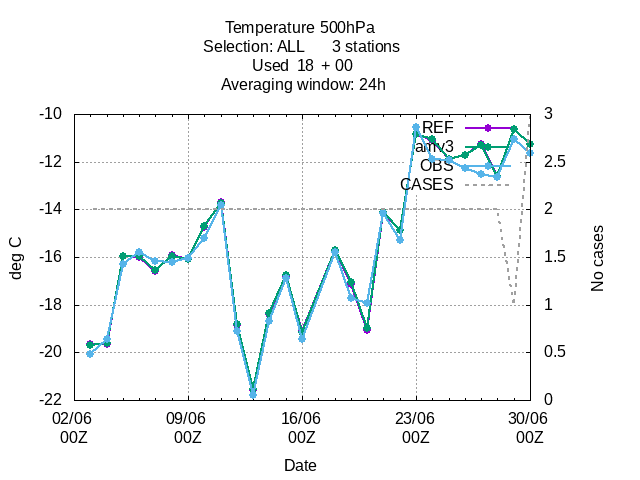 Temperature 500hPa
Selection: ALL 3 stations
Used 18 + 00
Averaging window: 24h
-10
-12
-14
-16
-18
-20
-22
3
2.5
2
1.5
1
0.5
0
REF
amv3
OBS
CASES
deg C
No cases
02/06 09/06 16/06 23/06 30/06
00Z 00Z 00Z 00Z 00Z
Date